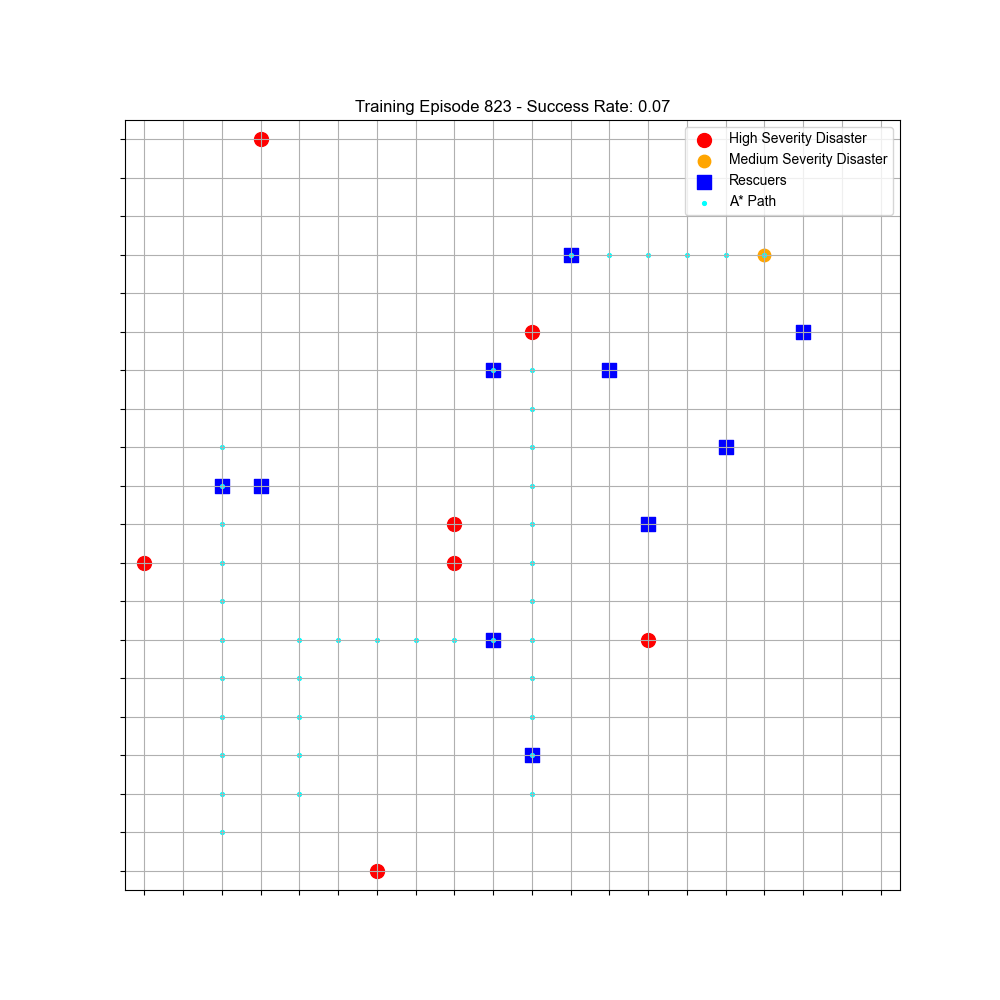 Training Episode 823 - Success Rate: 0.07
High Severity Disaster
Medium Severity Disaster
Rescuers
A* Path